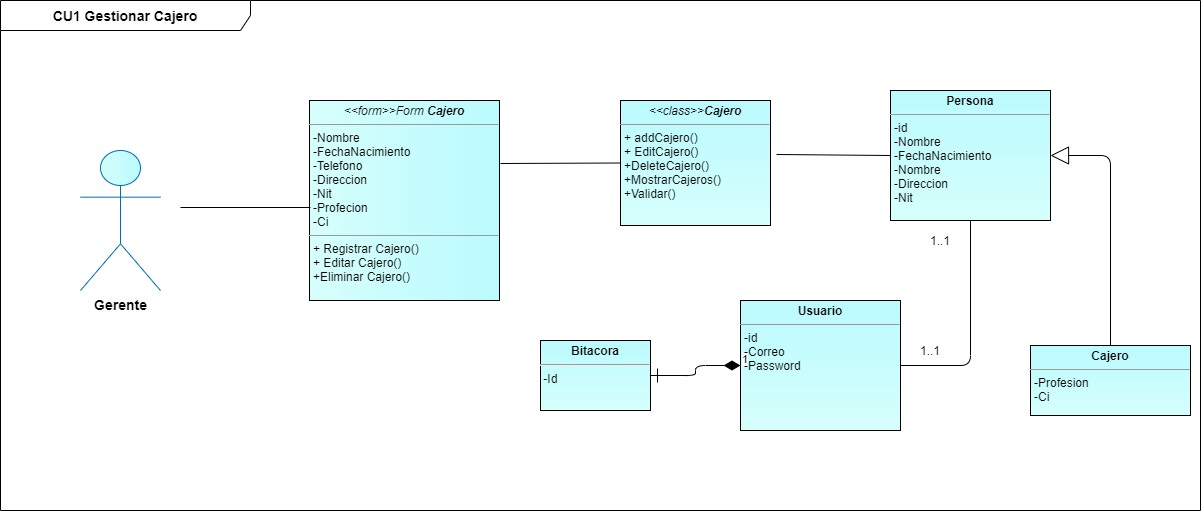 CU1 Gestionar Cajero
Gerente
<<form>>Form Cajero
-Nombre
-FechaNacimiento
-Telefono
-Direccion
-Nit
-Profecion
-Ci
+ Registrar Cajero()
+ Editar Cajero()
+Eliminar Cajero()
<<class>>Cajero
+ addCajero()
+ EditCajero()
+DeleteCajero()
+MostrarCajeros()
+Validar()
Persona
-id
-Nombre
-FechaNacimiento
-Nombre
-Direccion
-Nit
1..1
1..1
Usuario
-id
-Correo
-Password
1
Bitacora
-Id
Cajero
-Profesion
-Ci